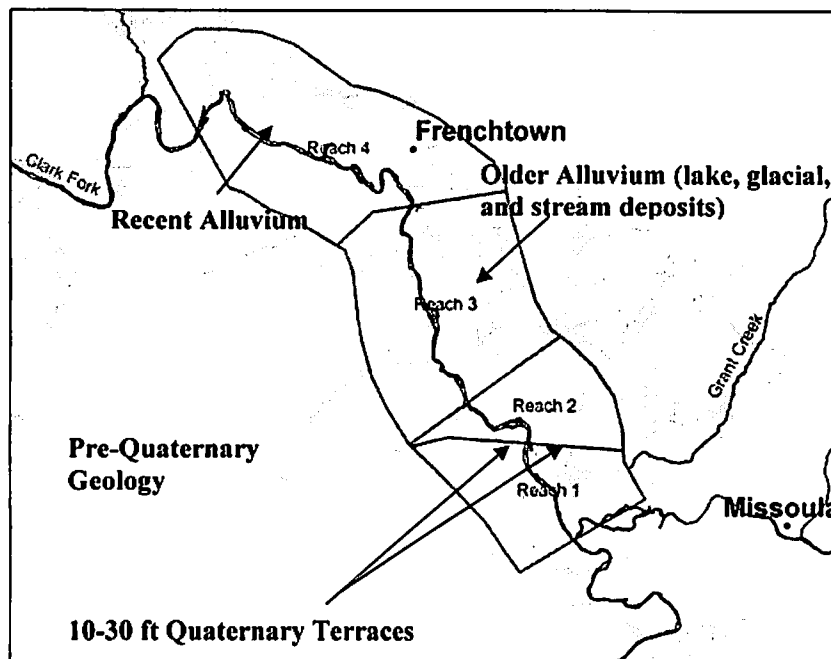 Frenchtown
Reach 4
Clark Fork
Older Alluvium (lake, glacial,
and stream deposits)
Recent Alluvium
Reach 3
Grant Creek
Reach 2
Pre-Quaternary
Geology
Reach 1
Missoula
10-30 ft Quaternary Terraces